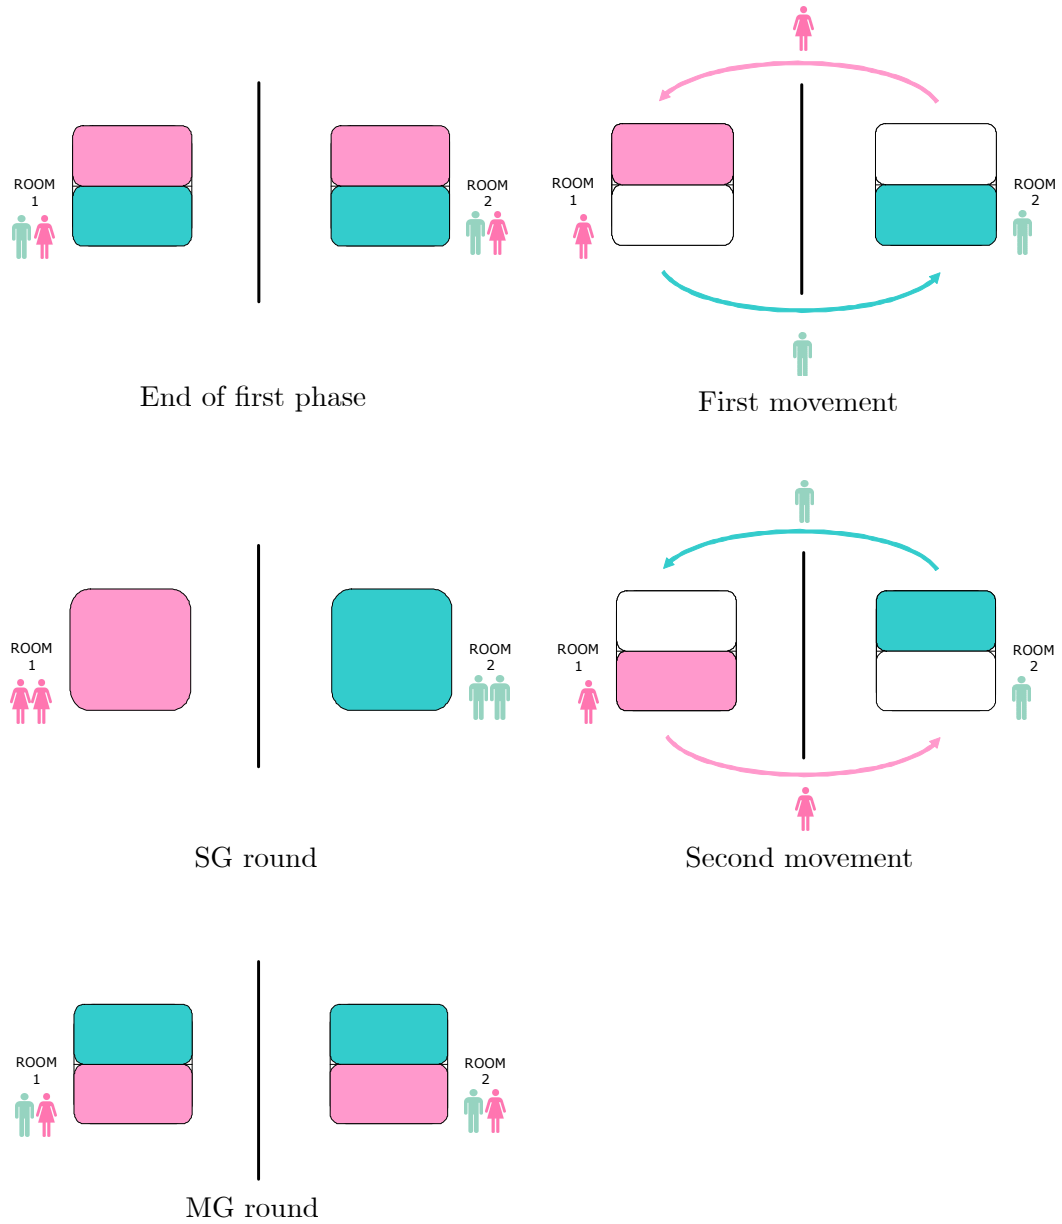 ROOM
1
ROOM
2
End of first phase
ROOM
1
ROOM
2
First movement
ROOM
1
ROOM
2
SG round
ROOM
1
ROOM
2
Second movement
ROOM
1
ROOM
2
MG round